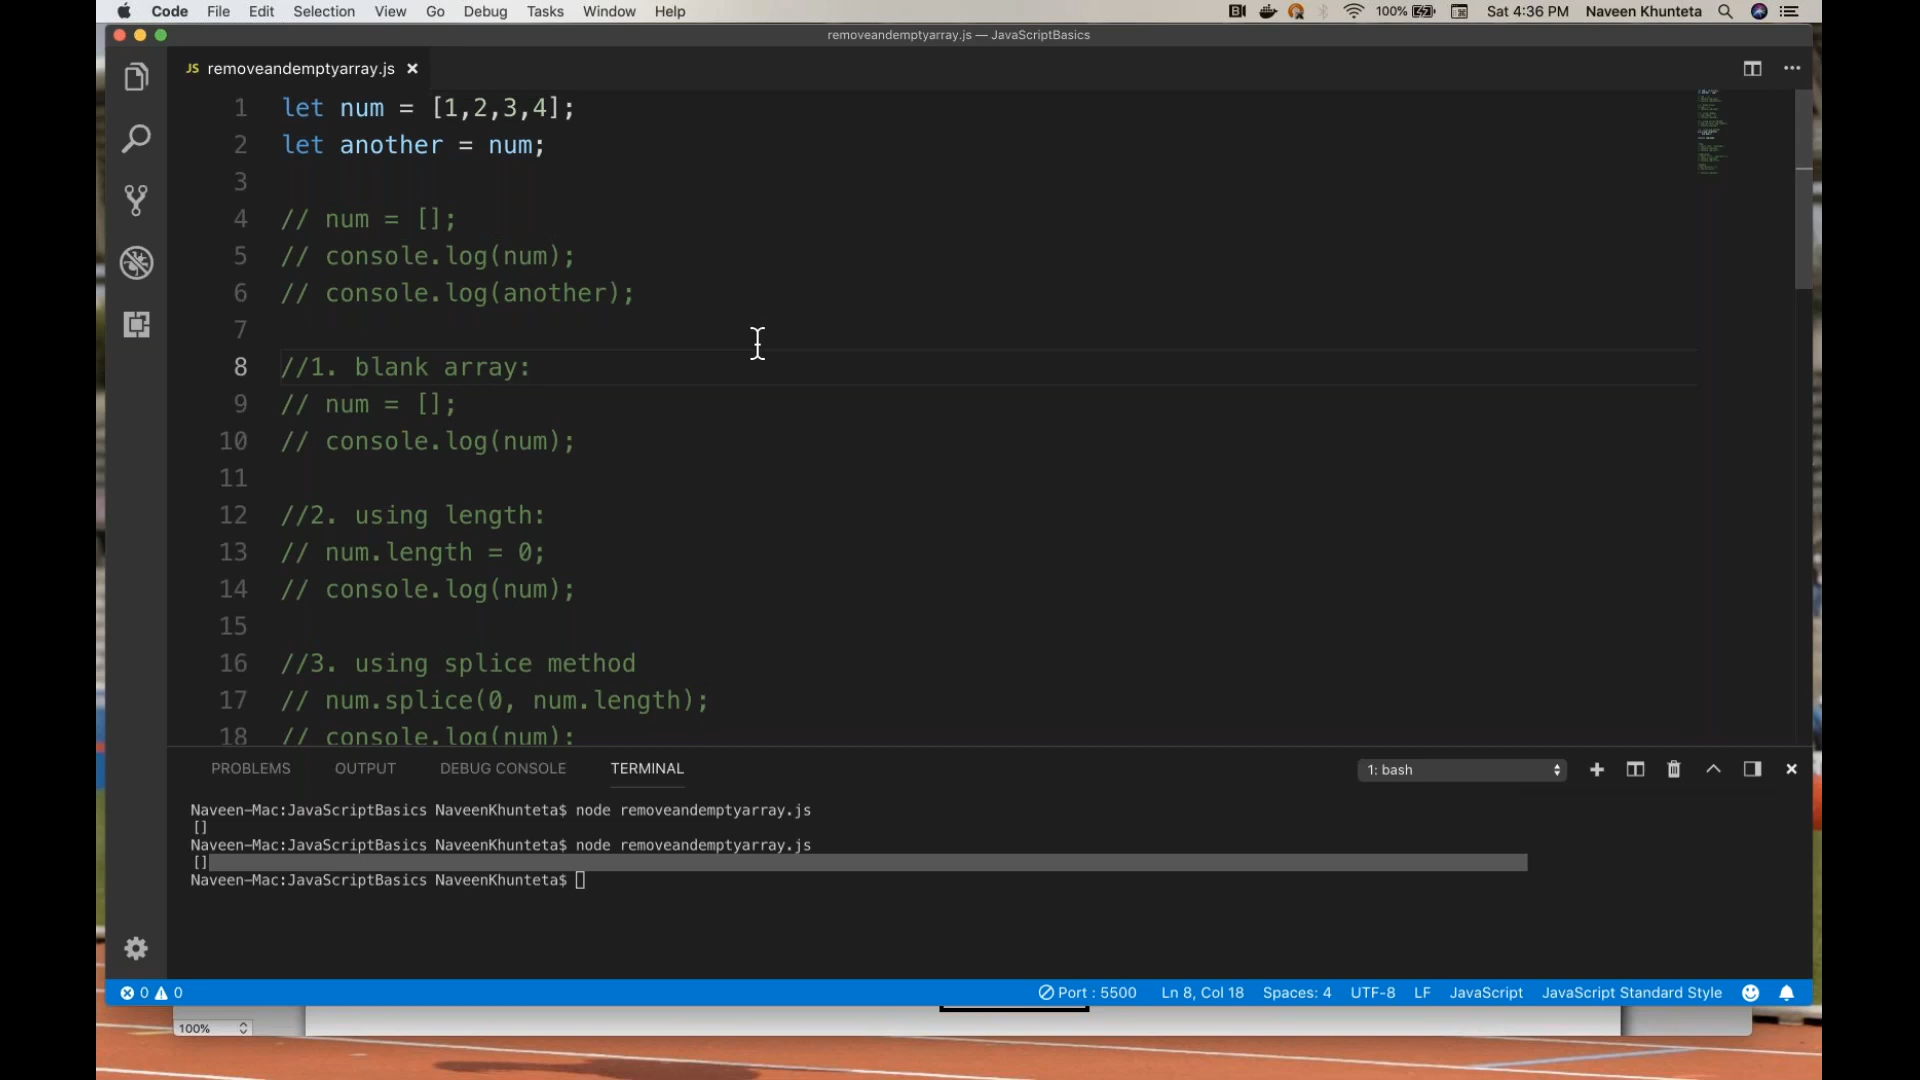 Code File Edit Selection View Go Debug Tasks Window Help 100% Sat 4:36 PM Naveen Khunteta
removeandemptyarray.js — JavaScriptBasics
JS removeandemptyarray.js
1 let num = [1,2,3,4];
2 let another = num;
3
4 // num = [];
5 // console.log(num);
6 // console.log(another);
7
8 //1. blank array:
9 // num = [];
10 // console.log(num);
11
12 //2. using length:
13 // num.length = 0;
14 // console.log(num);
15
16 //3. using splice method
17 // num.splice(0, num.length);
18 // console.log(num);
PROBLEMS OUTPUT DEBUG CONSOLE TERMINAL 1: bash
Naveen-Mac:JavaScriptBasics NaveenKhunteta$ node removeandemptyarray.js
[]
Naveen-Mac:JavaScriptBasics NaveenKhunteta$ node removeandemptyarray.js
[]
Naveen-Mac:JavaScriptBasics NaveenKhunteta$
0 0 Port : 5500 Ln 8, Col 18 Spaces: 4 UTF-8 LF JavaScript JavaScript Standard Style
100%